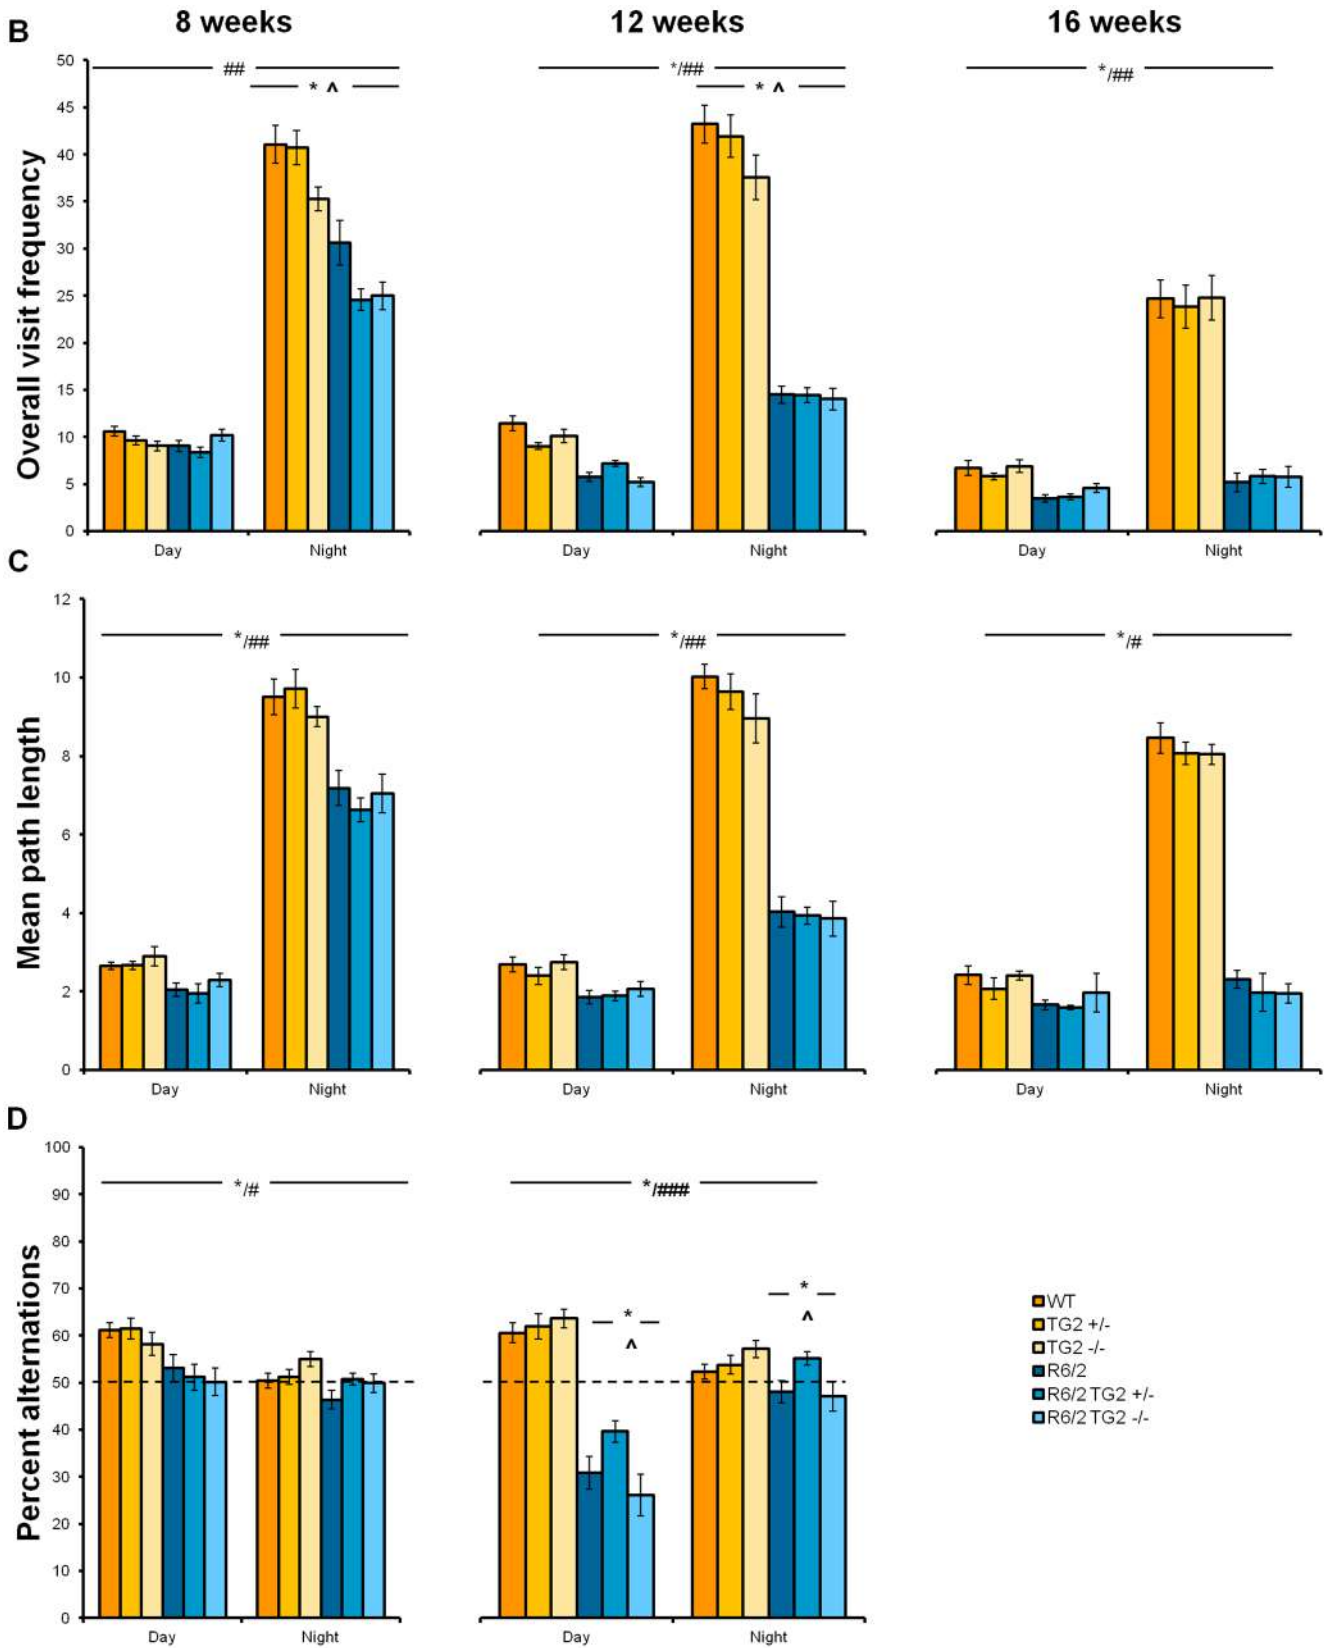 B
8 weeks
12 weeks
16 weeks
Overall visit frequency
50
45
40
35
30
25
20
15
10
5
0
##
* ^
*/##
* ^
*/##
Day
Night
Day
Night
Day
Night
C
Mean path length
12
10
8
6
4
2
0
*/##
*/##
*/#
Day
Night
Day
Night
Day
Night
D
Percent alternations
100
90
80
70
60
50
40
30
20
10
0
*/#
*/###
*
^
*
^
Day
Night
Day
Night
WT
TG2 +/-
TG2 -/-
R6/2
R6/2 TG2 +/-
R6/2 TG2 -/-